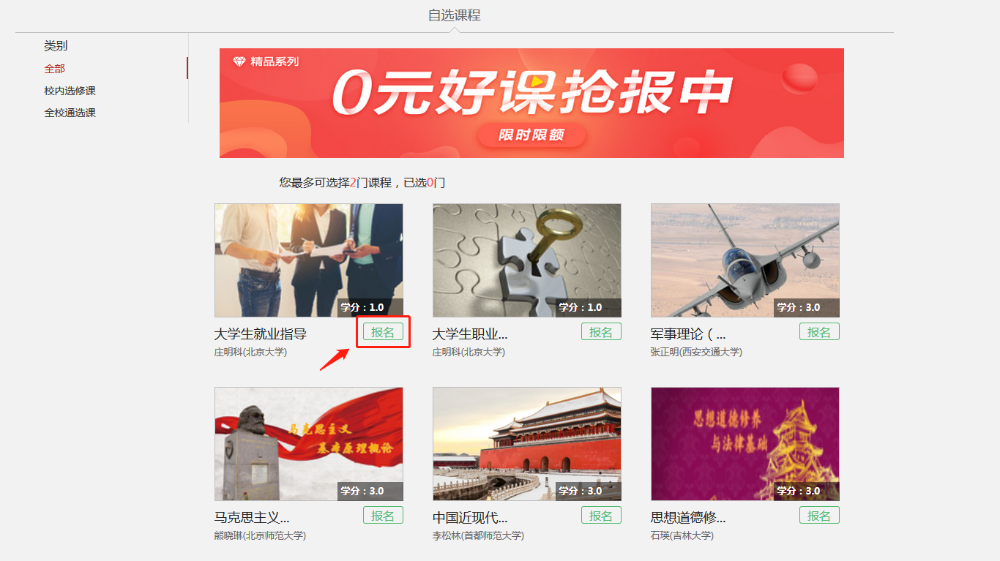 自选课程
类别
全部
校内选修课
全校通选课
精品系列
0元好课抢报中
限时限额
您最多可选择2门课程，已选0门
学分：1.0
学分：1.0
学分：3.0
大学生就业指导
报名
大学生职业...
报名
军事理论（...
报名
庄明科(北京大学)
庄明科(北京大学)
张正明(西安交通大学)
马克思主义
基本原理概论
思想道德修养
与法律基础
学分：3.0
学分：3.0
学分：3.0
马克思主义...
报名
中国近现代...
报名
思想道德修...
报名
熊晓琳(北京师范大学)
李松林(首都师范大学)
石瑛(吉林大学)